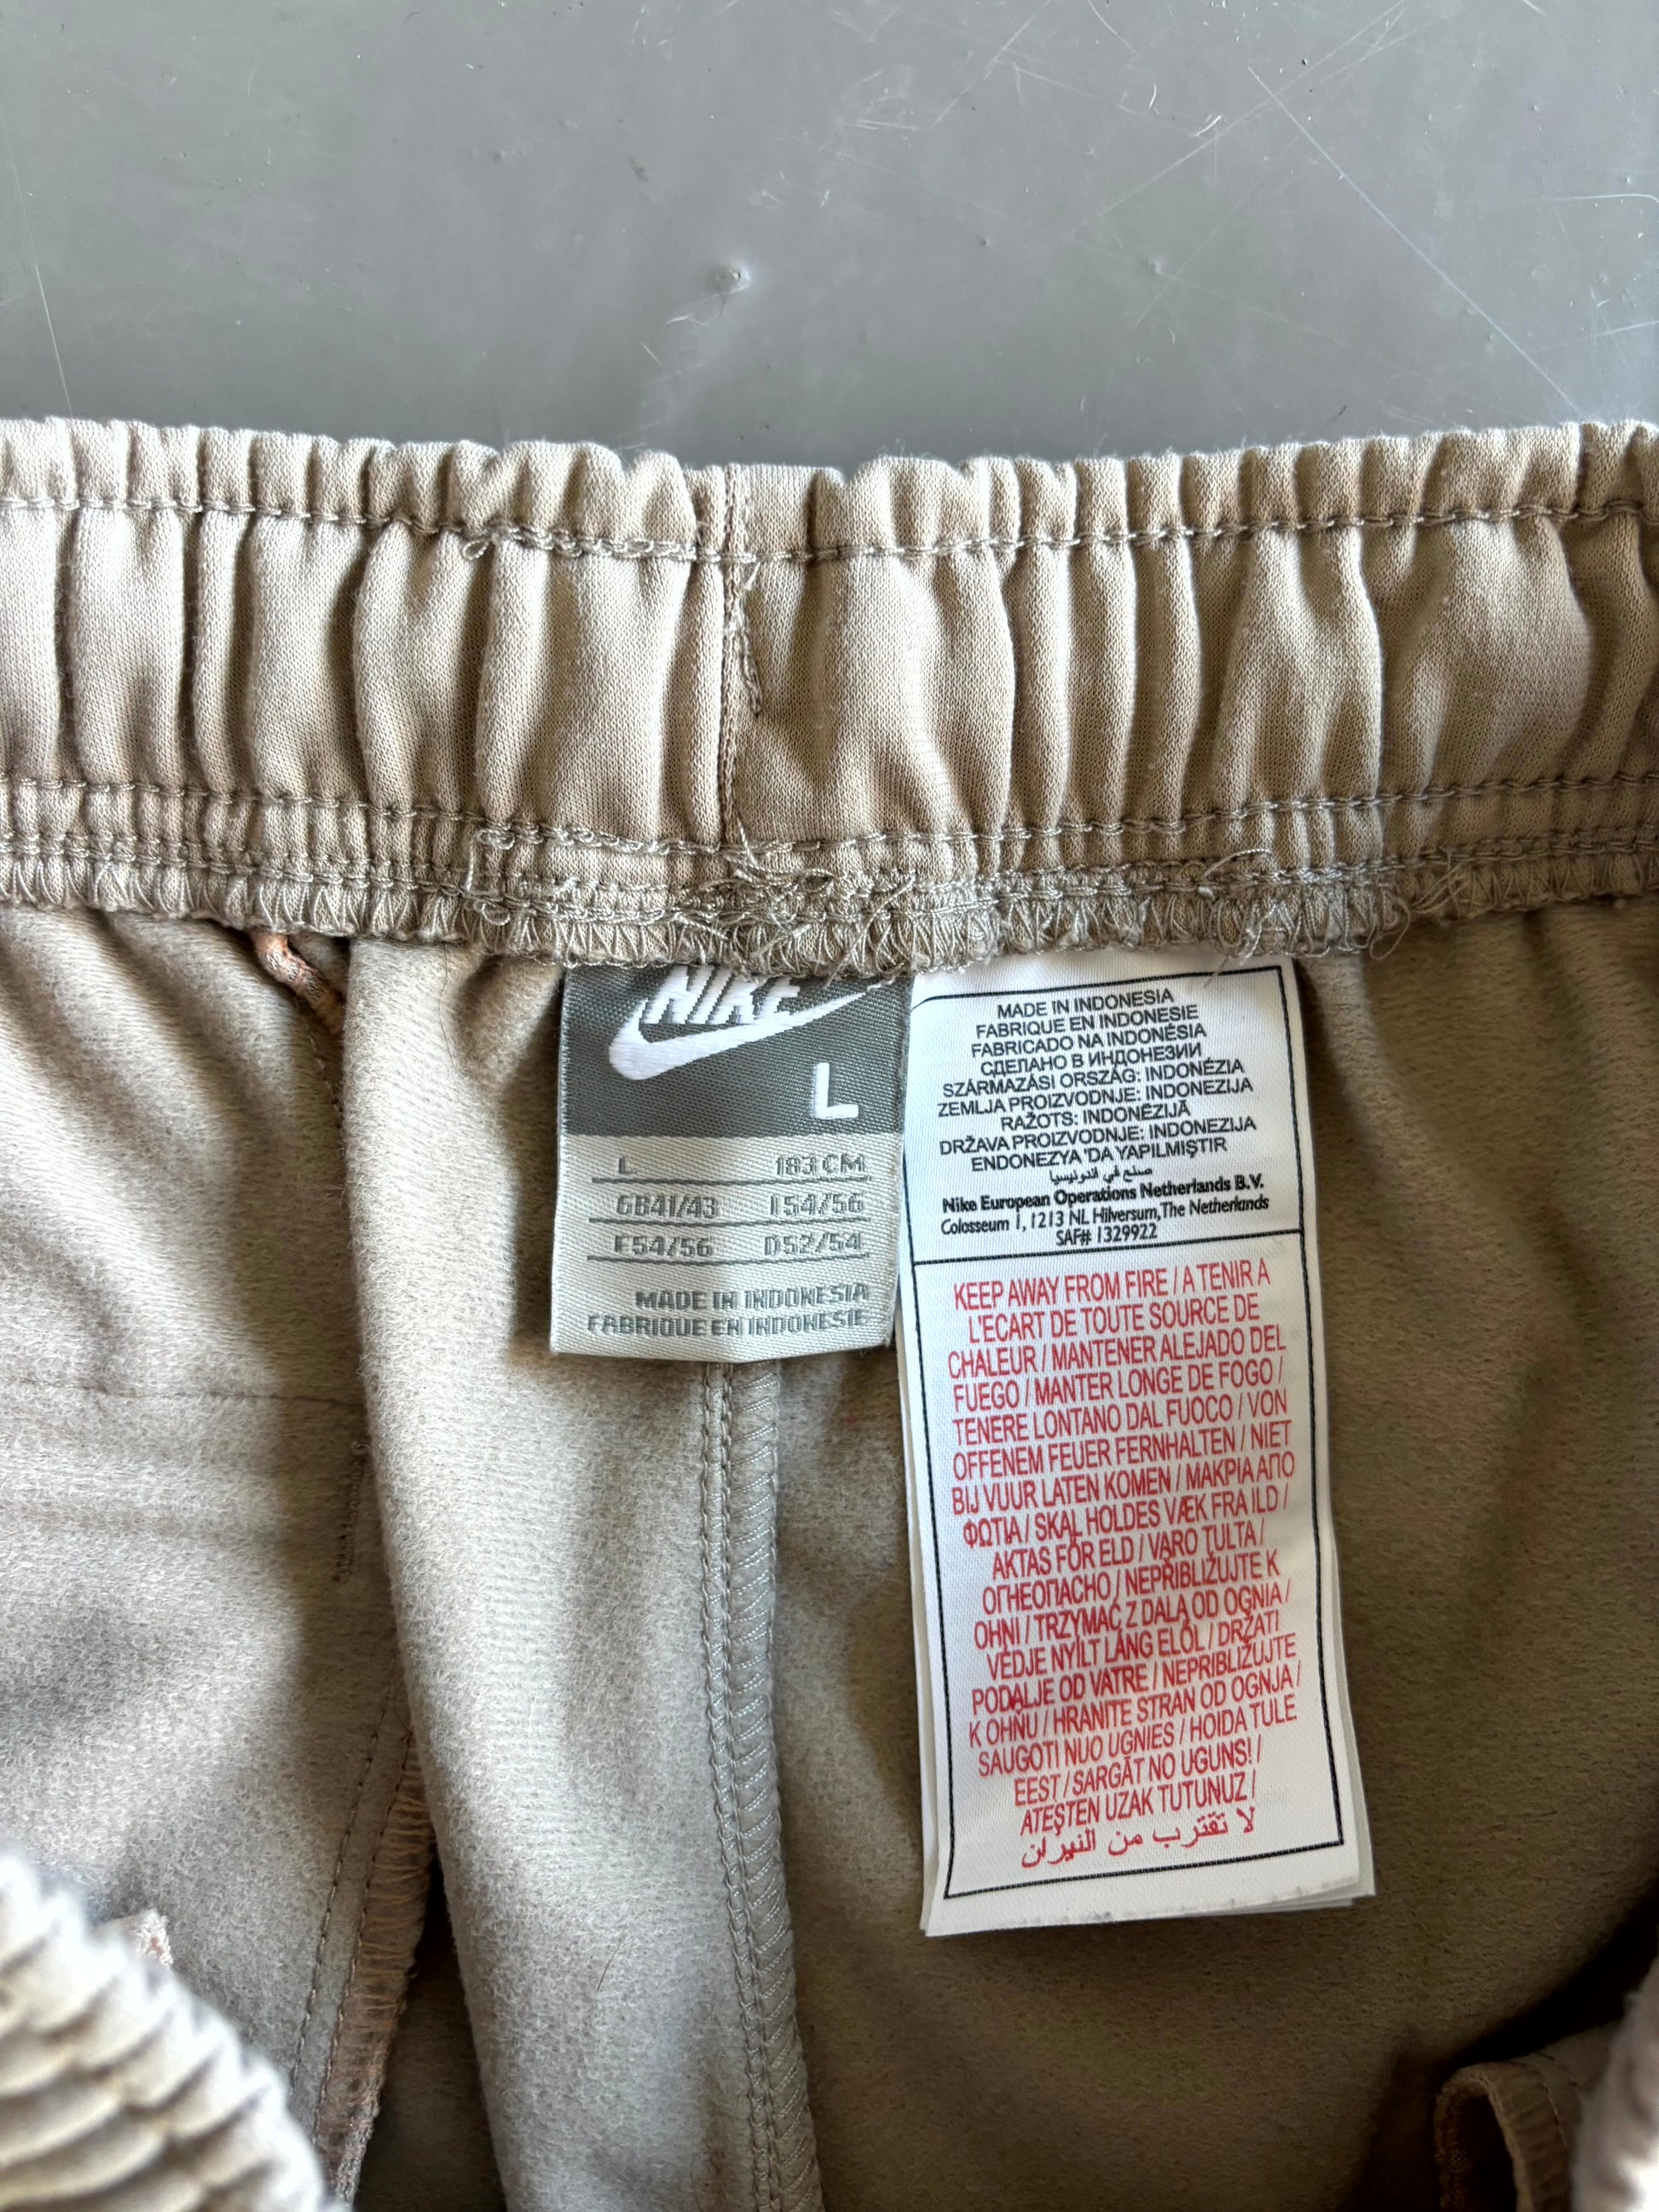 NIKE
L
L 183 CM
GB41/43 I54/56
F54/56 D52/54
MADE IN INDONESIA
FABRIQUE EN INDONESIE
MADE IN INDONESIA
FABRIQUE EN INDONESIE
FABRICADO NA INDONÉSIA
СДЕЛАНО В ИНДОНЕЗИИ
SZÁRMAZÁSI ORSZÁG: INDONÉZIA
ZEMLJA PROIZVODNJE: INDONEZIJA
RAŽOTS: INDONĒZIJĀ
DRŽAVA PROIZVODNJE: INDONEZIJA
ENDONEZYA 'DA YAPILMIŞTIR
صنع في اندونيسيا
Nike European Operations Netherlands B.V.
Colosseum 1, 1213 NL Hilversum, The Netherlands
SAF# 1329922
KEEP AWAY FROM FIRE / A TENIR A
L'ECART DE TOUTE SOURCE DE
CHALEUR / MANTENER ALEJADO DEL
FUEGO / MANTER LONGE DE FOGO /
TENERE LONTANO DAL FUOCO / VON
OFFENEM FEUER FERNHALTEN / NIET
BIJ VUUR LATEN KOMEN / ΜΑΚΡΙΑ ΑΠΟ
ΦΩΤΙΑ / SKAL HOLDES VÆK FRA ILD /
AKTAS FÖR ELD / VARO TULTA /
ОГНЕОПАСНО / NEPŘIBLIŽUJTE K
OHNI / TRZYMAĆ Z DALA OD OGNIA /
VÉDJE NYÍLT LÁNG ELŐL / DRŽATI
PODALJE OD VATRE / NEPRIBLIŽUJTE
K OHŇU / HRANITE STRAN OD OGNJA /
SAUGOTI NUO UGNIES / HOIDA TULE
EEST / SARGĀT NO UGUNS! /
ATEŞTEN UZAK TUTUNUZ /
لا تقترب من النيران